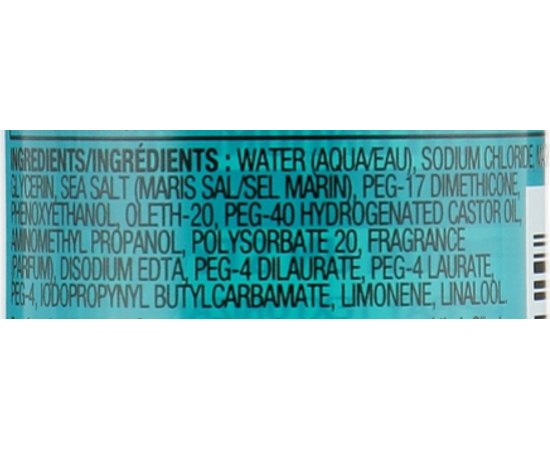 INGREDIENTS/INGRÉDIENTS : WATER (AQUA/EAU), SODIUM CHLORIDE,
GLYCERIN, SEA SALT (MARIS SAL/SEL MARIN), PEG-17 DIMETHICONE,
PHENOXYETHANOL, OLETH-20, PEG-40 HYDROGENATED CASTOR OIL,
AMINOMETHYL PROPANOL, POLYSORBATE 20, FRAGRANCE
(PARFUM), DISODIUM EDTA, PEG-4 DILAURATE, PEG-4 LAURATE,
PEG-4, IODOPROPYNYL BUTYLCARBAMATE, LIMONENE, LINALOOL.